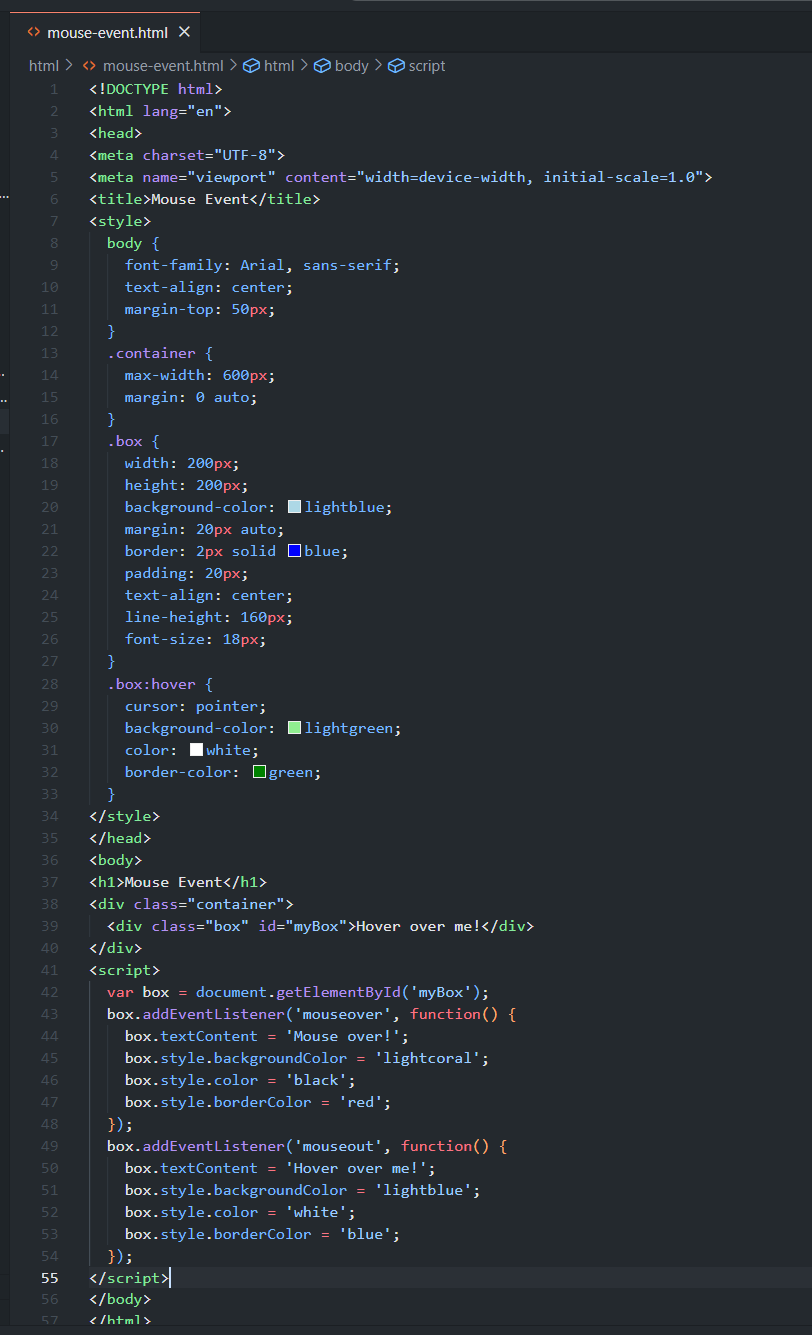 mouse-event.html
html > mouse-event.html > html > body > script
1 <!DOCTYPE html>
2 <html lang="en">
3 <head>
4 <meta charset="UTF-8">
5 <meta name="viewport" content="width=device-width, initial-scale=1.0">
6 <title>Mouse Event</title>
7 <style>
8   body {
9     font-family: Arial, sans-serif;
10     text-align: center;
11     margin-top: 50px;
12   }
13   .container {
14     max-width: 600px;
15     margin: 0 auto;
16   }
17   .box {
18     width: 200px;
19     height: 200px;
20     background-color: lightblue;
21     margin: 20px auto;
22     border: 2px solid blue;
23     padding: 20px;
24     text-align: center;
25     line-height: 160px;
26     font-size: 18px;
27   }
28   .box:hover {
29     cursor: pointer;
30     background-color: lightgreen;
31     color: white;
32     border-color: green;
33   }
34 </style>
35 </head>
36 <body>
37 <h1>Mouse Event</h1>
38 <div class="container">
39   <div class="box" id="myBox">Hover over me!</div>
40 </div>
41 <script>
42   var box = document.getElementById('myBox');
43   box.addEventListener('mouseover', function() {
44     box.textContent = 'Mouse over!';
45     box.style.backgroundColor = 'lightcoral';
46     box.style.color = 'black';
47     box.style.borderColor = 'red';
48   });
49   box.addEventListener('mouseout', function() {
50     box.textContent = 'Hover over me!';
51     box.style.backgroundColor = 'lightblue';
52     box.style.color = 'white';
53     box.style.borderColor = 'blue';
54   });
55 </script>
56 </body>
57 </html>